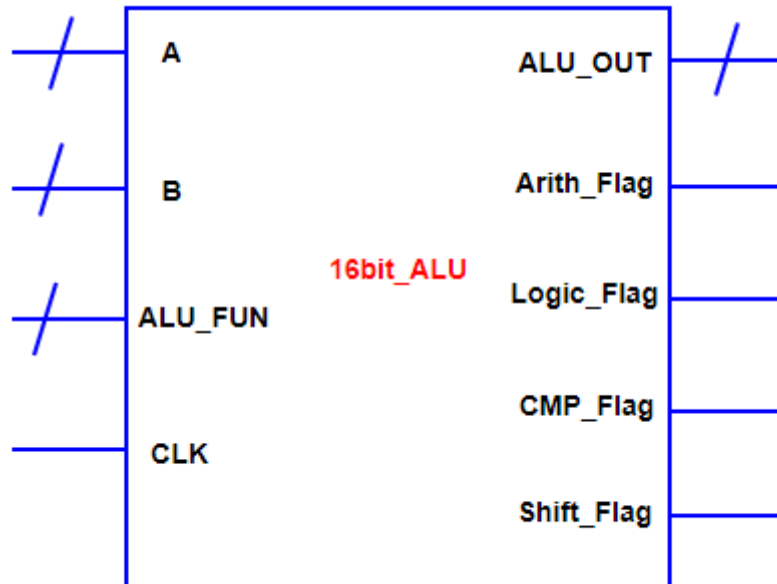 A
ALU_OUT
B
Arith_Flag
16bit_ALU
Logic_Flag
ALU_FUN
CMP_Flag
CLK
Shift_Flag